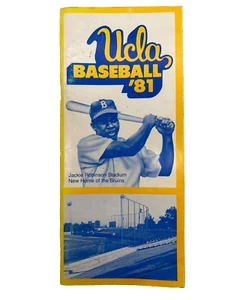 Ucla
BASEBALL
'81
B
Jackie Robinson Stadium
New Home of the Bruins